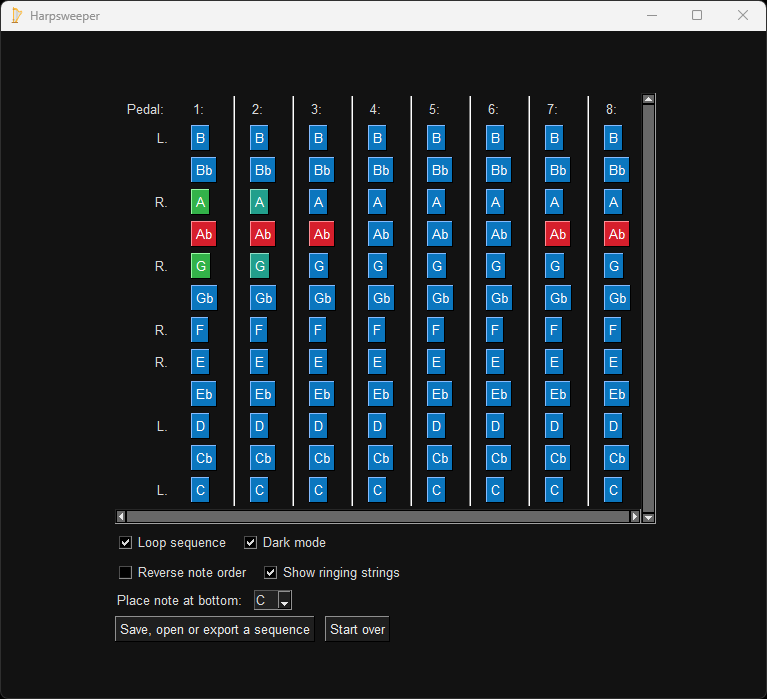 Harpsweeper
Pedal: 1: 2: 3: 4: 5: 6: 7: 8:
L. B B B B B B B B
Bb Bb Bb Bb Bb Bb Bb Bb
R. A A A A A A A A
Ab Ab Ab Ab Ab Ab Ab Ab
R. G G G G G G G G
Gb Gb Gb Gb Gb Gb Gb Gb
R. F F F F F F F F
R. E E E E E E E E
Eb Eb Eb Eb Eb Eb Eb Eb
L. D D D D D D D D
Cb Cb Cb Cb Cb Cb Cb Cb
L. C C C C C C C C
Loop sequence Dark mode
Reverse note order Show ringing strings
Place note at bottom: C
Save, open or export a sequence Start over